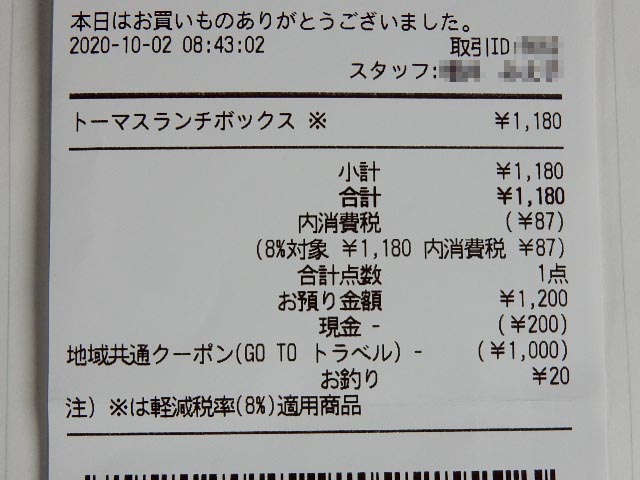 本日はお買いものありがとうございました。
2020-10-02 08:43:02 取引ID:
スタッフ:
トーマスランチボックス ※ ¥1,180
小計 ¥1,180
合計 ¥1,180
内消費税 (¥87)
(8%対象 ¥1,180 内消費税 ¥87)
合計点数 1点
お預り金額 ¥1,200
現金 - (¥200)
地域共通クーポン(GO TO トラベル) - (¥1,000)
お釣り ¥20
注) ※は軽減税率(8%)適用商品